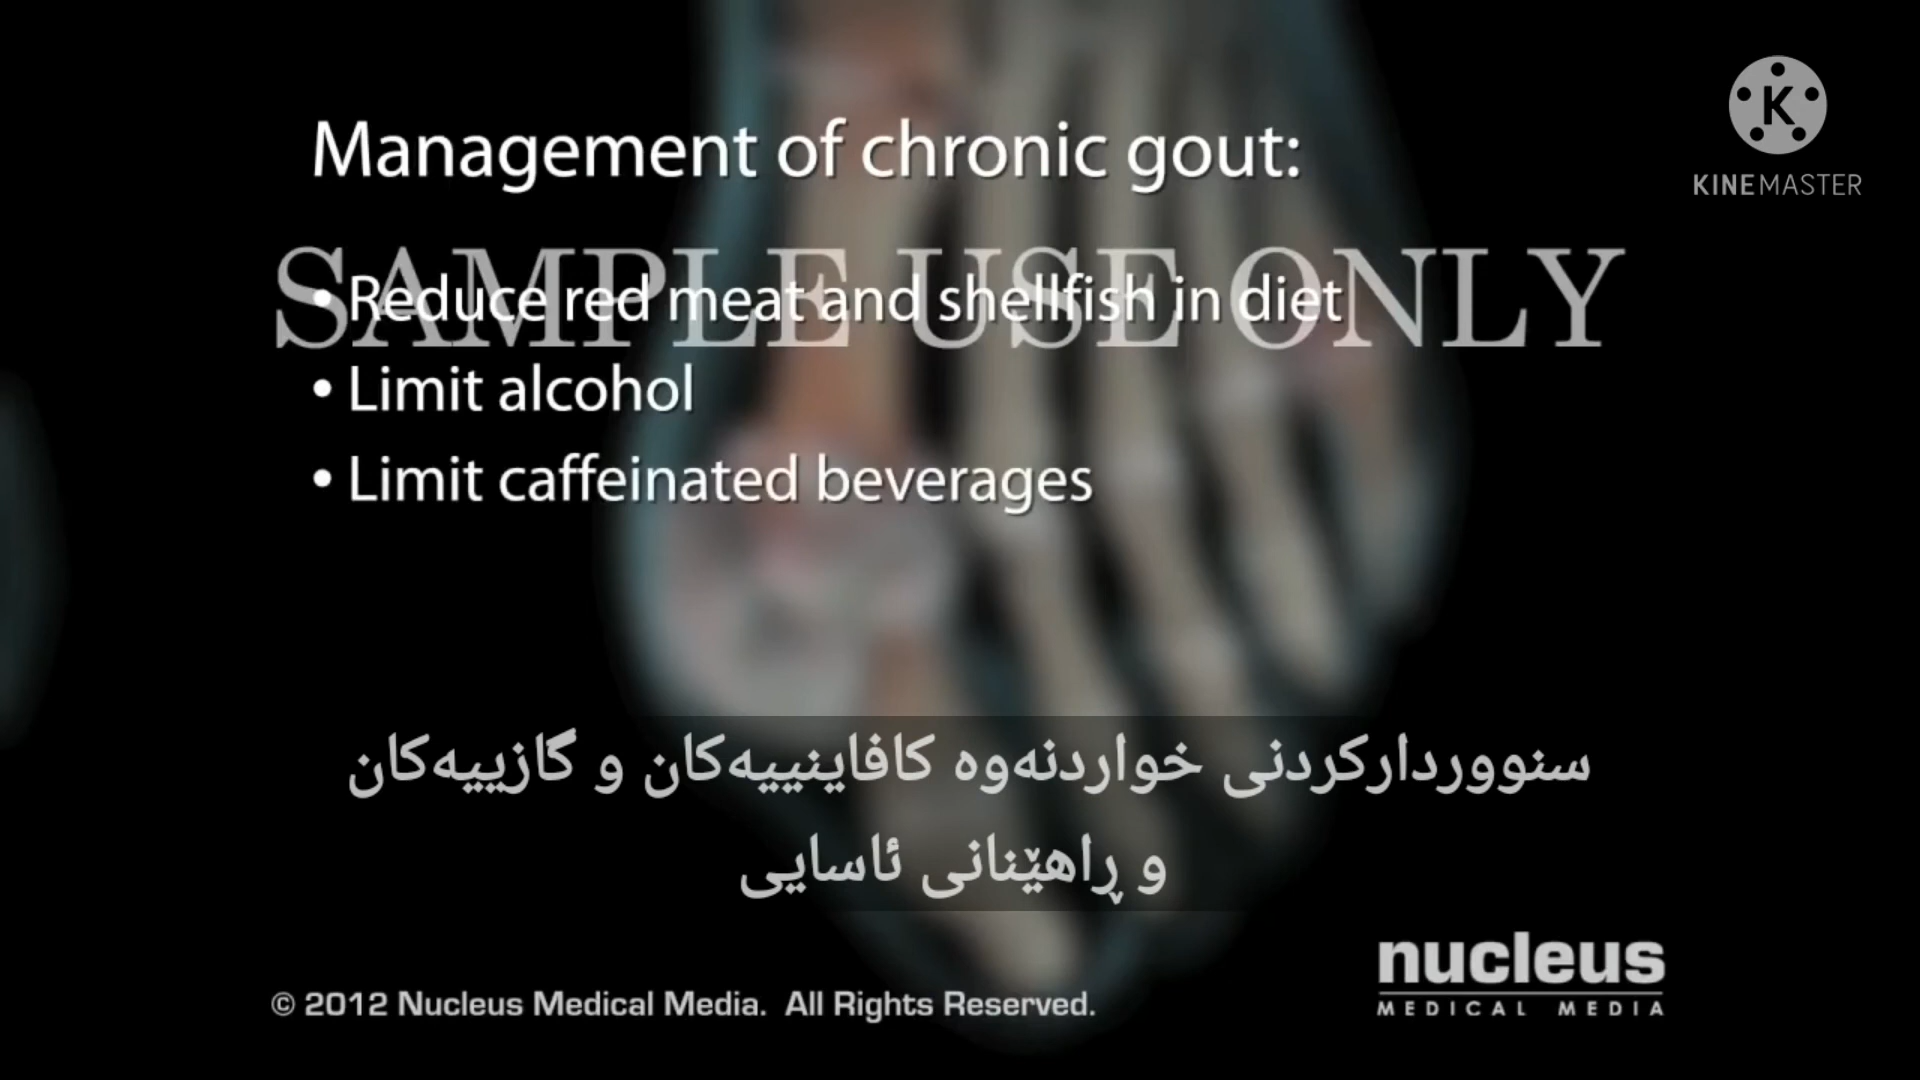 KINEMASTER
Management of chronic gout:
SAMPLE USE ONLY
• Reduce red meat and shellfish in diet
• Limit alcohol
• Limit caffeinated beverages
سنووردارکردنی خواردنەوە کافاینییەکان و گازییەکان
و ڕاهێنانی ئاسایی
nucleus
MEDICAL MEDIA
© 2012 Nucleus Medical Media. All Rights Reserved.